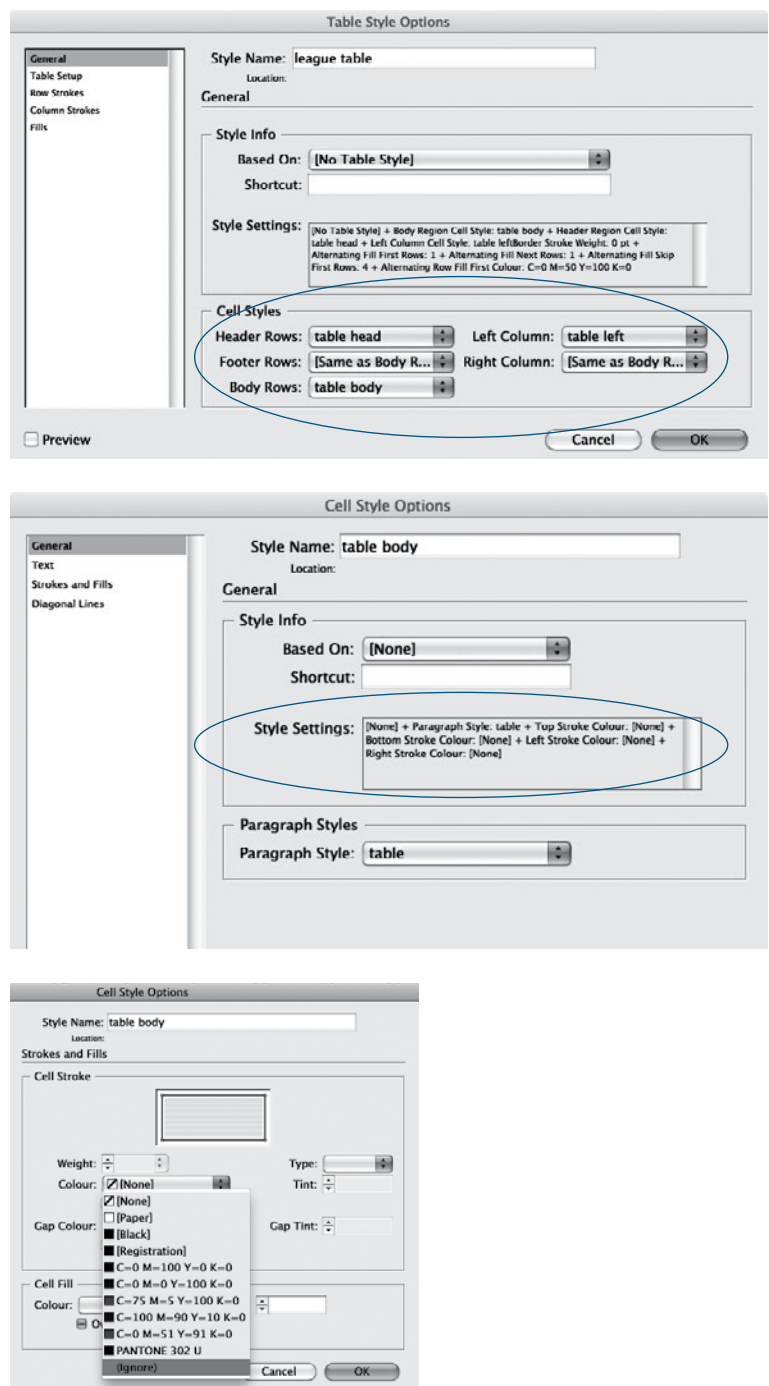 Table Style Options
General
Table Setup
Row Strokes
Column Strokes
Fills
Style Name: league table
Location:
General
Style Info
Based On: [No Table Style]
Shortcut:
Style Settings: [No Table Style] + Body Region Cell Style: table body + Header Region Cell Style:
table head + Left Column Cell Style: table leftBorder Stroke Weight: 0 pt +
Alternating Fill First Rows: 1 + Alternating Fill Next Rows: 1 + Alternating Fill Skip
First Rows: 4 + Alternating Row Fill First Colour: C=0 M=50 Y=100 K=0
Cell Styles
Header Rows: table head Left Column: table left
Footer Rows: [Same as Body R... Right Column: [Same as Body R...
Body Rows: table body
Preview Cancel OK
Cell Style Options
General
Text
Strokes and Fills
Diagonal Lines
Style Name: table body
Location:
General
Style Info
Based On: [None]
Shortcut:
Style Settings: [None] + Paragraph Style: table + Top Stroke Colour: [None] +
Bottom Stroke Colour: [None] + Left Stroke Colour: [None] +
Right Stroke Colour: [None]
Paragraph Styles
Paragraph Style: table
Cell Style Options
Style Name: table body
Location:
Strokes and Fills
Cell Stroke
Weight: Type:
Colour: [None] Tint:
[None]
[Paper]
Gap Colour: [Black] Gap Tint:
[Registration]
C=0 M=100 Y=0 K=0
Cell Fill C=0 M=0 Y=100 K=0
Colour: C=75 M=5 Y=100 K=0
C=100 M=90 Y=10 K=0
C=0 M=51 Y=91 K=0
PANTONE 302 U
(Ignore) Cancel OK